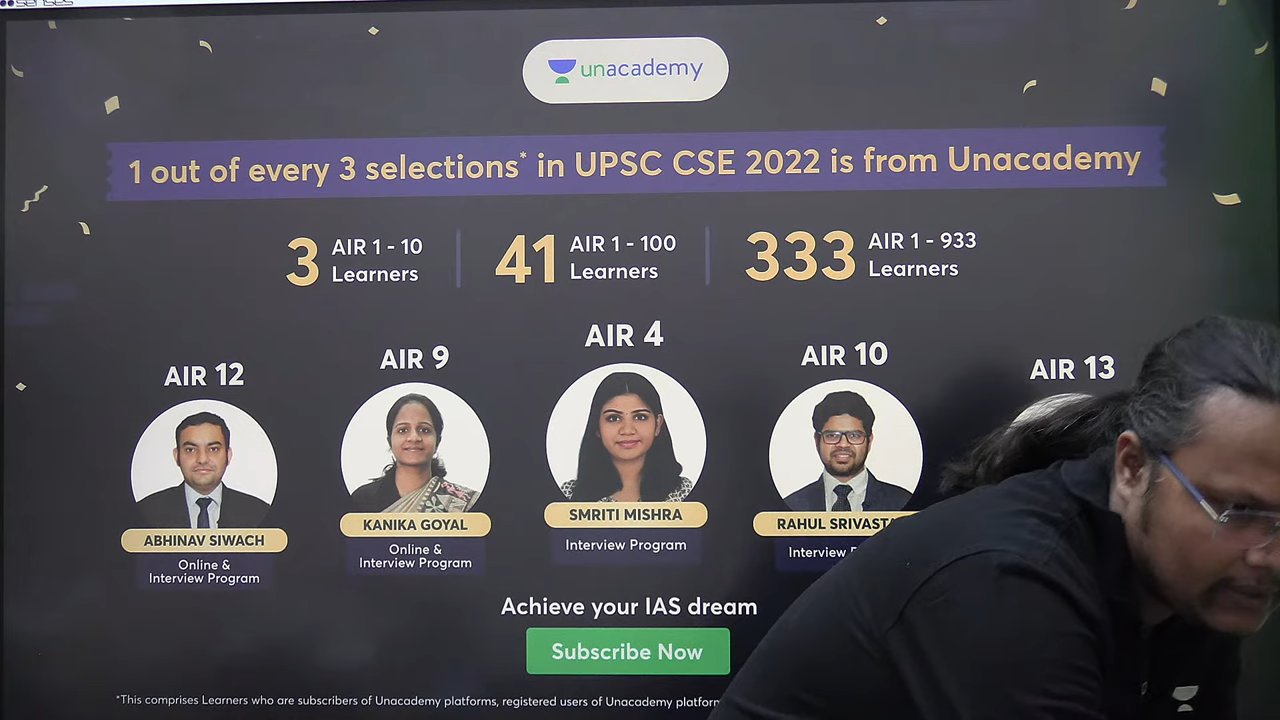 senses
unacademy
1 out of every 3 selections* in UPSC CSE 2022 is from Unacademy
3 AIR 1 - 10
Learners
41 AIR 1 - 100
Learners
333 AIR 1 - 933
Learners
AIR 12
ABHINAV SIWACH
Online &
Interview Program
AIR 9
KANIKA GOYAL
Online &
Interview Program
AIR 4
SMRITI MISHRA
Interview Program
AIR 10
RAHUL
Interview
AIR 13
Achieve your IAS dream
Subscribe Now
*This comprises Learners who are subscribers of Unacademy platforms, registered users of Unacademy